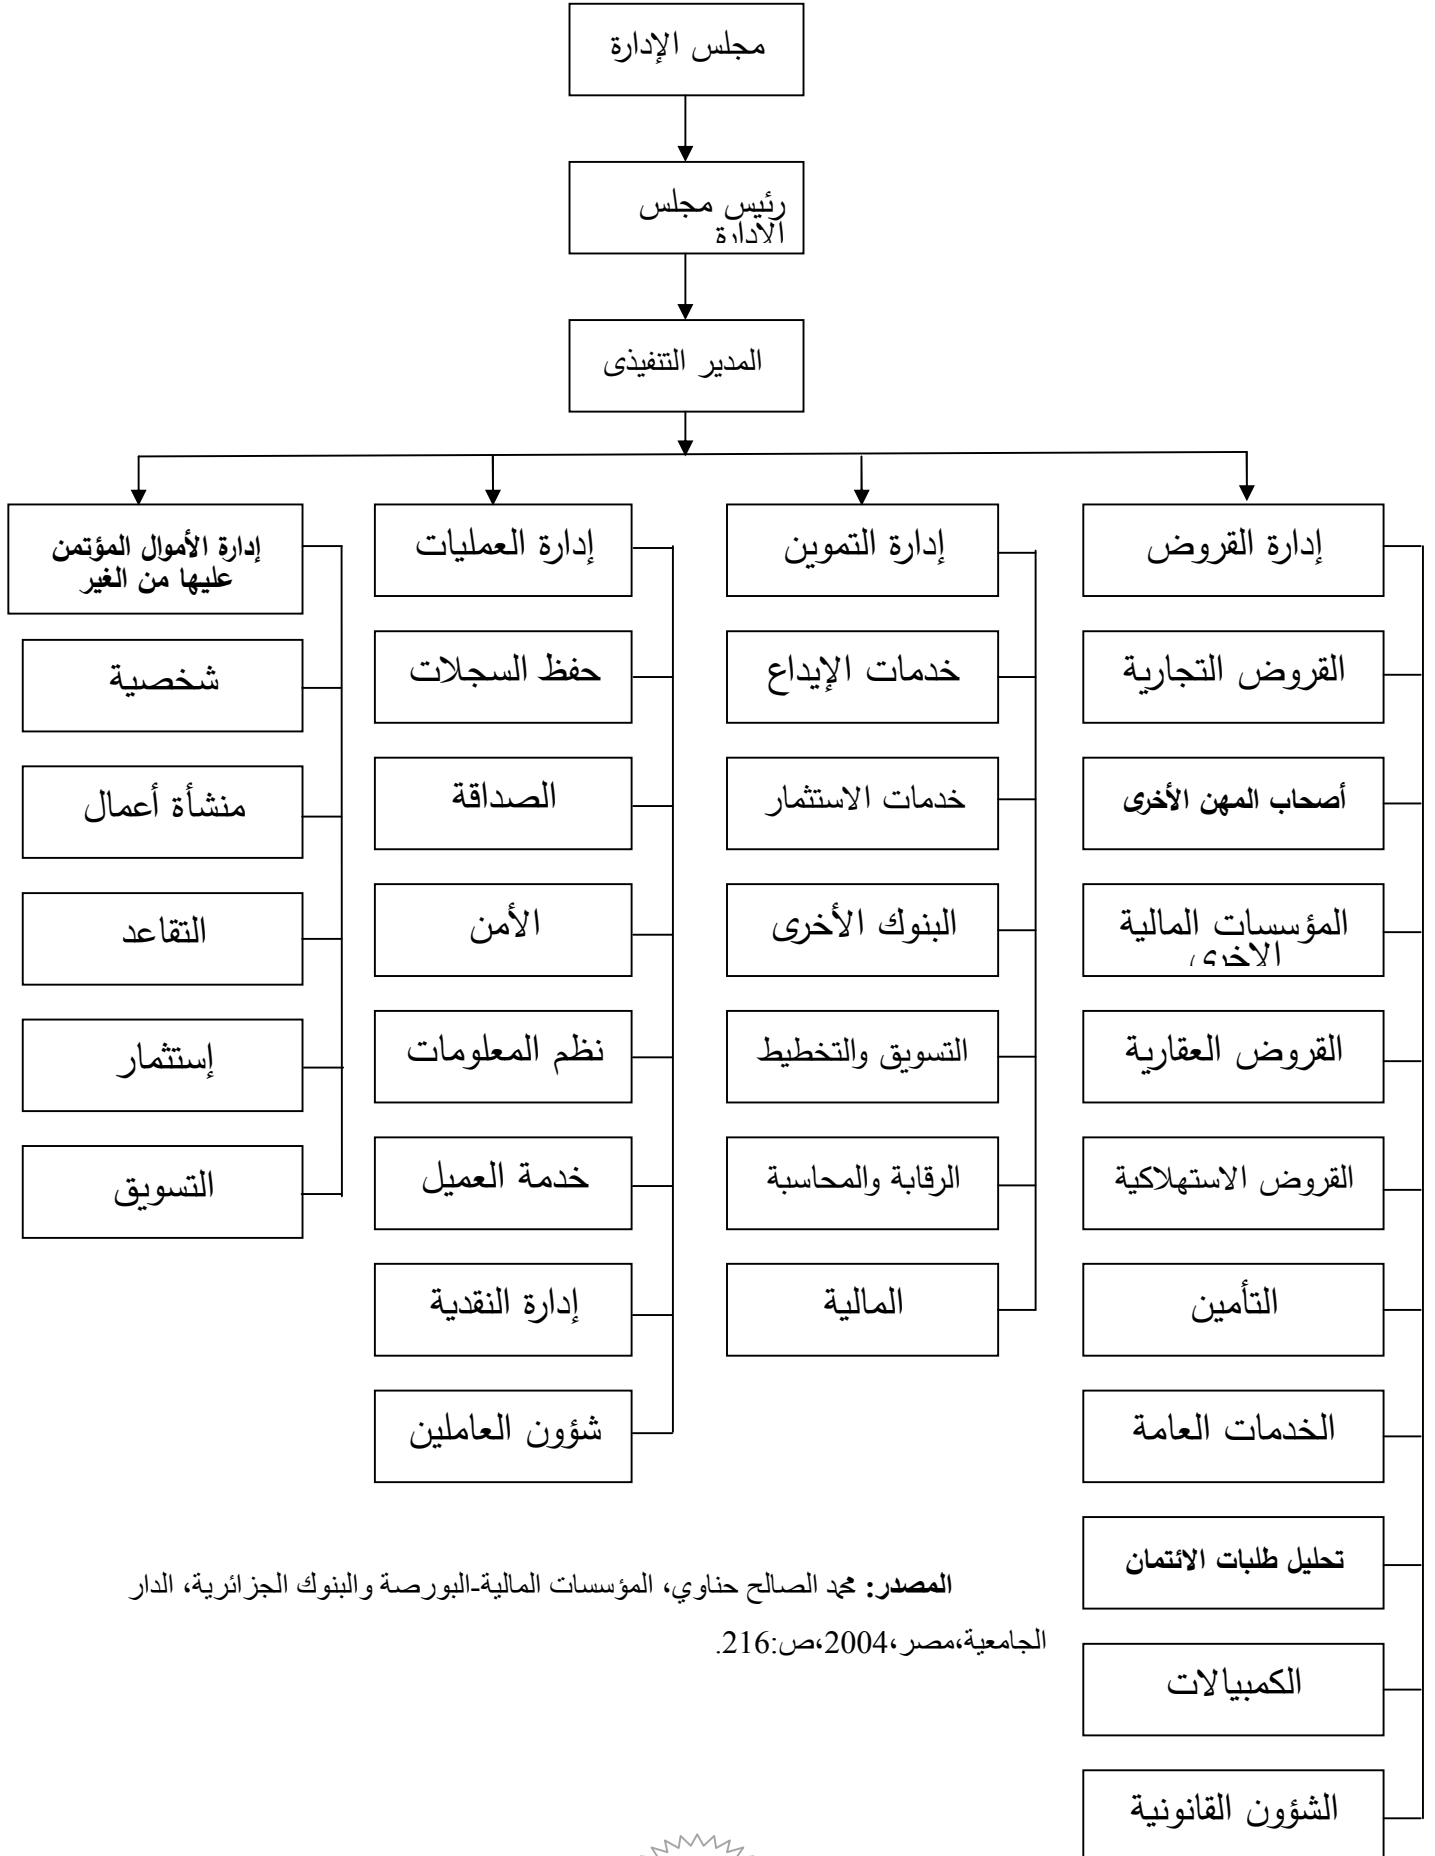 مجلس الإدارة
رئيس مجلس
الادارة
المدير التنفيذى
إدارة القروض
القروض التجارية
أصحاب المهن الأخرى
المؤسسات المالية
الاخرى
القروض العقارية
القروض الاستهلاكية
التأمين
الخدمات العامة
تحليل طلبات الائتمان
الكمبيالات
الشؤون القانونية
إدارة التموين
خدمات الإيداع
خدمات الاستثمار
البنوك الأخرى
التسويق والتخطيط
الرقابة والمحاسبة
المالية
إدارة العمليات
حفظ السجلات
الصداقة
الأمن
نظم المعلومات
خدمة العميل
إدارة النقدية
شؤون العاملين
إدارة الأموال المؤتمن
عليها من الغير
شخصية
منشأة أعمال
التقاعد
إستثمار
التسويق
المصدر: محمد الصالح حناوي، المؤسسات المالية-البورصة والبنوك الجزائرية، الدار
الجامعية،مصر،2004،ص:216.